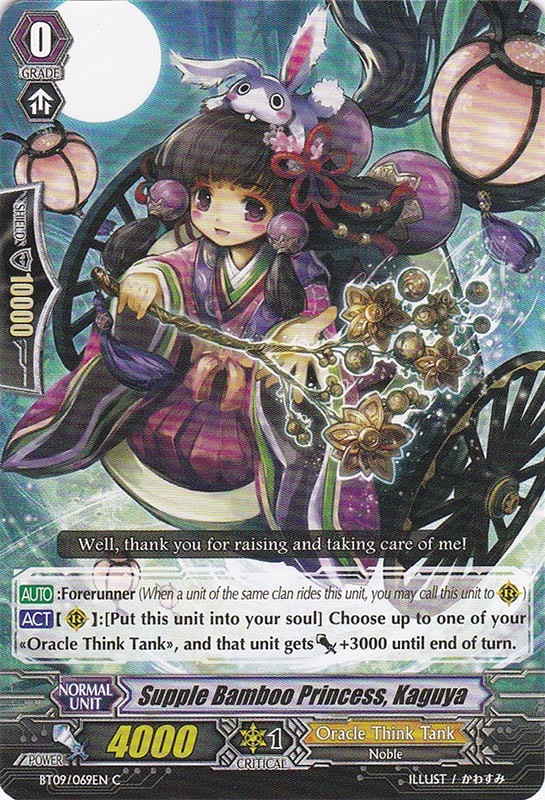 0
GRADE
SHIELD
10000
Well, thank you for raising and taking care of me!
AUTO :Forerunner (When a unit of the same clan rides this unit, you may call this unit to R.)
ACT [R]:[Put this unit into your soul] Choose up to one of your
«Oracle Think Tank», and that unit gets +3000 until end of turn.
NORMAL
UNIT
Supple Bamboo Princess, Kaguya
POWER
4000
1
CRITICAL
Oracle Think Tank
Noble
BT09/069EN C
ILLUST / かわすみ